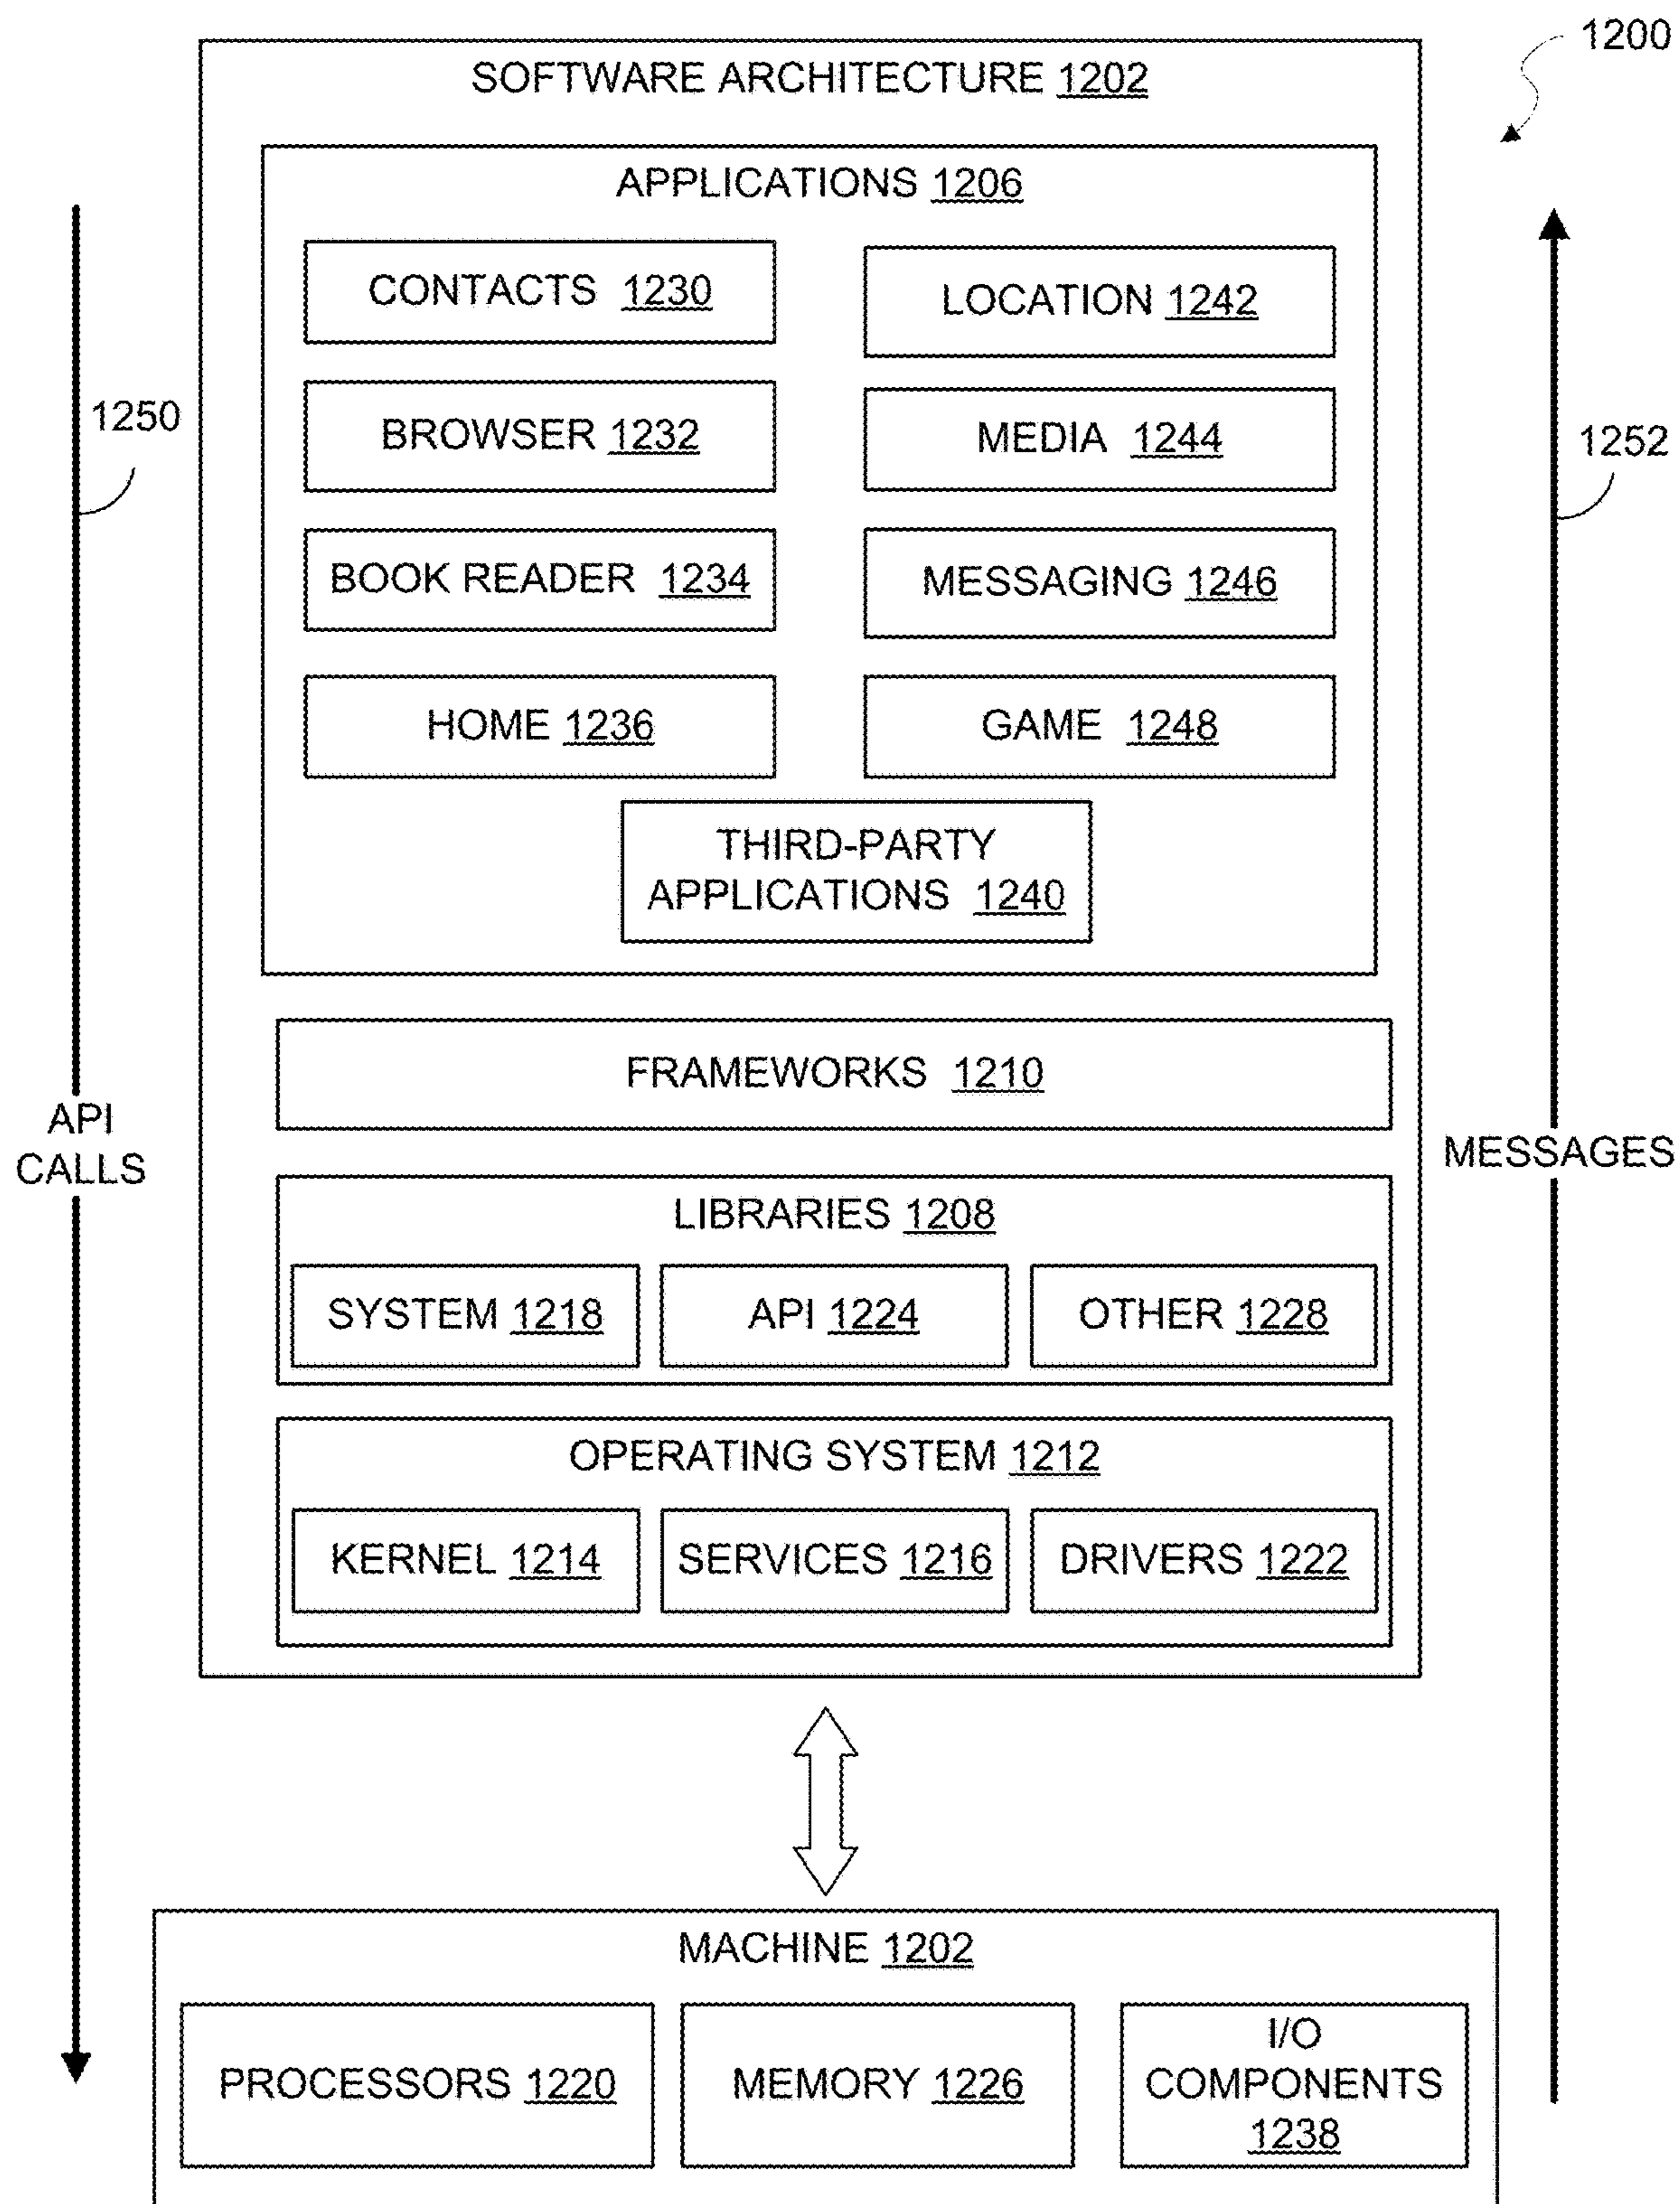 1200
SOFTWARE ARCHITECTURE 1202
APPLICATIONS 1206
CONTACTS 1230
LOCATION 1242
1250
BROWSER 1232
MEDIA 1244
1252
BOOK READER 1234
MESSAGING 1246
HOME 1236
GAME 1248
THIRD-PARTY
APPLICATIONS 1240
FRAMEWORKS 1210
API
CALLS
MESSAGES
LIBRARIES 1208
SYSTEM 1218
API 1224
OTHER 1228
OPERATING SYSTEM 1212
KERNEL 1214
SERVICES 1216
DRIVERS 1222
MACHINE 1202
PROCESSORS 1220
MEMORY 1226
I/O
COMPONENTS
1238